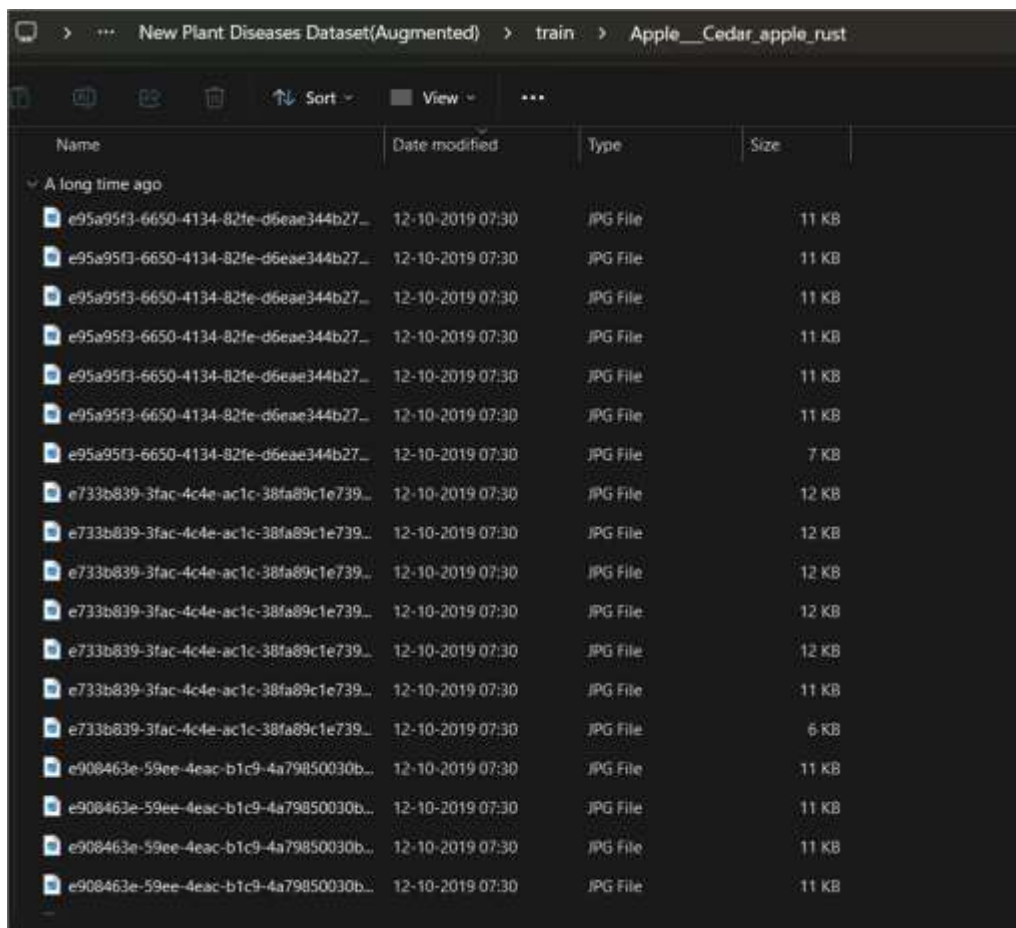 > ... New Plant Diseases Dataset(Augmented) > train > Apple___Cedar_apple_rust
Sort View ...
Name Date modified Type Size
A long time ago
e95a95f3-6650-4134-82fe-d6eae344b27... 12-10-2019 07:30 JPG File 11 KB
e95a95f3-6650-4134-82fe-d6eae344b27... 12-10-2019 07:30 JPG File 11 KB
e95a95f3-6650-4134-82fe-d6eae344b27... 12-10-2019 07:30 JPG File 11 KB
e95a95f3-6650-4134-82fe-d6eae344b27... 12-10-2019 07:30 JPG File 11 KB
e95a95f3-6650-4134-82fe-d6eae344b27... 12-10-2019 07:30 JPG File 11 KB
e95a95f3-6650-4134-82fe-d6eae344b27... 12-10-2019 07:30 JPG File 11 KB
e95a95f3-6650-4134-82fe-d6eae344b27... 12-10-2019 07:30 JPG File 7 KB
e733b839-3fac-4c4e-ac1c-38fa89c1e739... 12-10-2019 07:30 JPG File 12 KB
e733b839-3fac-4c4e-ac1c-38fa89c1e739... 12-10-2019 07:30 JPG File 12 KB
e733b839-3fac-4c4e-ac1c-38fa89c1e739... 12-10-2019 07:30 JPG File 12 KB
e733b839-3fac-4c4e-ac1c-38fa89c1e739... 12-10-2019 07:30 JPG File 12 KB
e733b839-3fac-4c4e-ac1c-38fa89c1e739... 12-10-2019 07:30 JPG File 12 KB
e733b839-3fac-4c4e-ac1c-38fa89c1e739... 12-10-2019 07:30 JPG File 11 KB
e733b839-3fac-4c4e-ac1c-38fa89c1e739... 12-10-2019 07:30 JPG File 6 KB
e908463e-59ee-4eac-b1c9-4a79850030b... 12-10-2019 07:30 JPG File 11 KB
e908463e-59ee-4eac-b1c9-4a79850030b... 12-10-2019 07:30 JPG File 11 KB
e908463e-59ee-4eac-b1c9-4a79850030b... 12-10-2019 07:30 JPG File 11 KB
e908463e-59ee-4eac-b1c9-4a79850030b... 12-10-2019 07:30 JPG File 11 KB